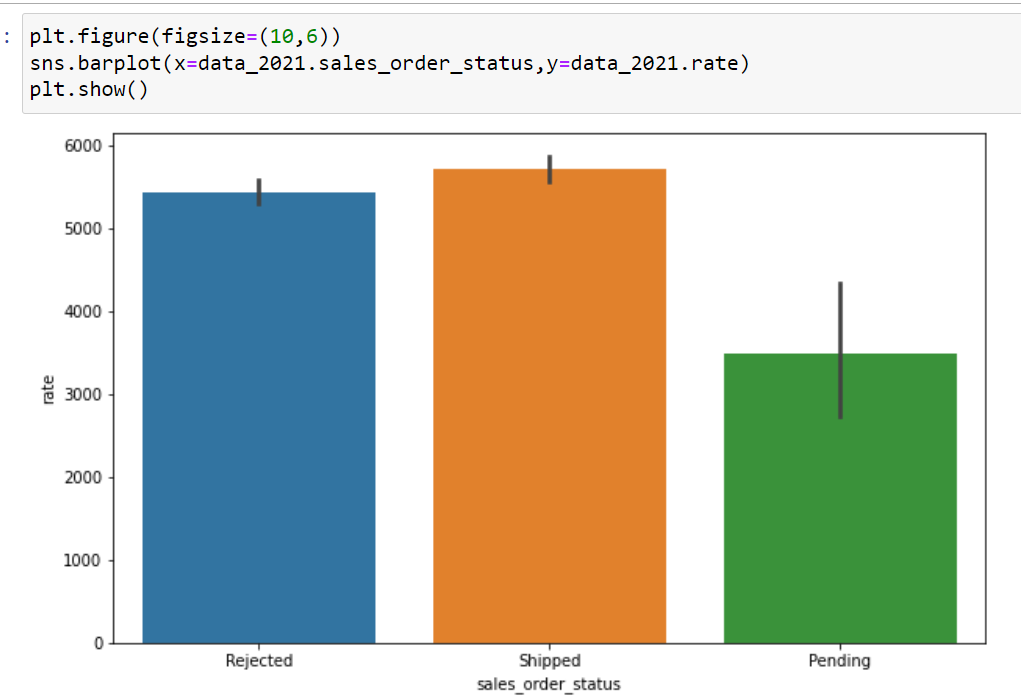 :
plt.figure(figsize=(10,6))
sns.barplot(x=data_2021.sales_order_status,y=data_2021.rate)
plt.show()
6000
5000
4000
3000
2000
1000
0
rate
Rejected Shipped Pending
sales_order_status